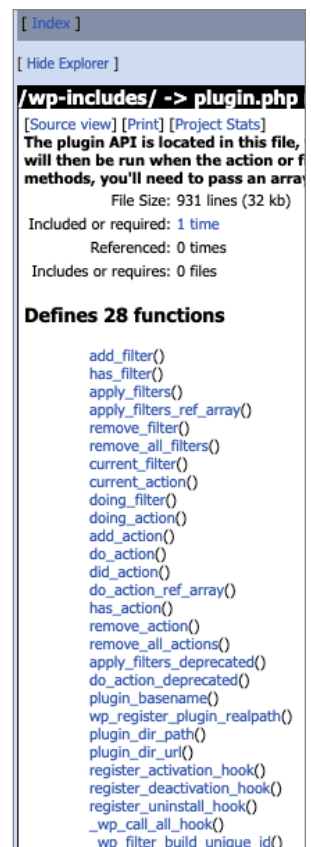 [ Index ]
[ Hide Explorer ]
/wp-includes/ -> plugin.php
[Source view] [Print] [Project Stats]
The plugin API is located in this file,
will then be run when the action or f
methods, you'll need to pass an array
File Size: 931 lines (32 kb)
Included or required: 1 time
Referenced: 0 times
Includes or requires: 0 files
Defines 28 functions
add_filter()
has_filter()
apply_filters()
apply_filters_ref_array()
remove_filter()
remove_all_filters()
current_filter()
current_action()
doing_filter()
doing_action()
add_action()
do_action()
did_action()
do_action_ref_array()
has_action()
remove_action()
remove_all_actions()
apply_filters_deprecated()
do_action_deprecated()
plugin_basename()
wp_register_plugin_realpath()
plugin_dir_path()
plugin_dir_url()
register_activation_hook()
register_deactivation_hook()
register_uninstall_hook()
_wp_call_all_hook()
_wp_filter_build_unique_id()